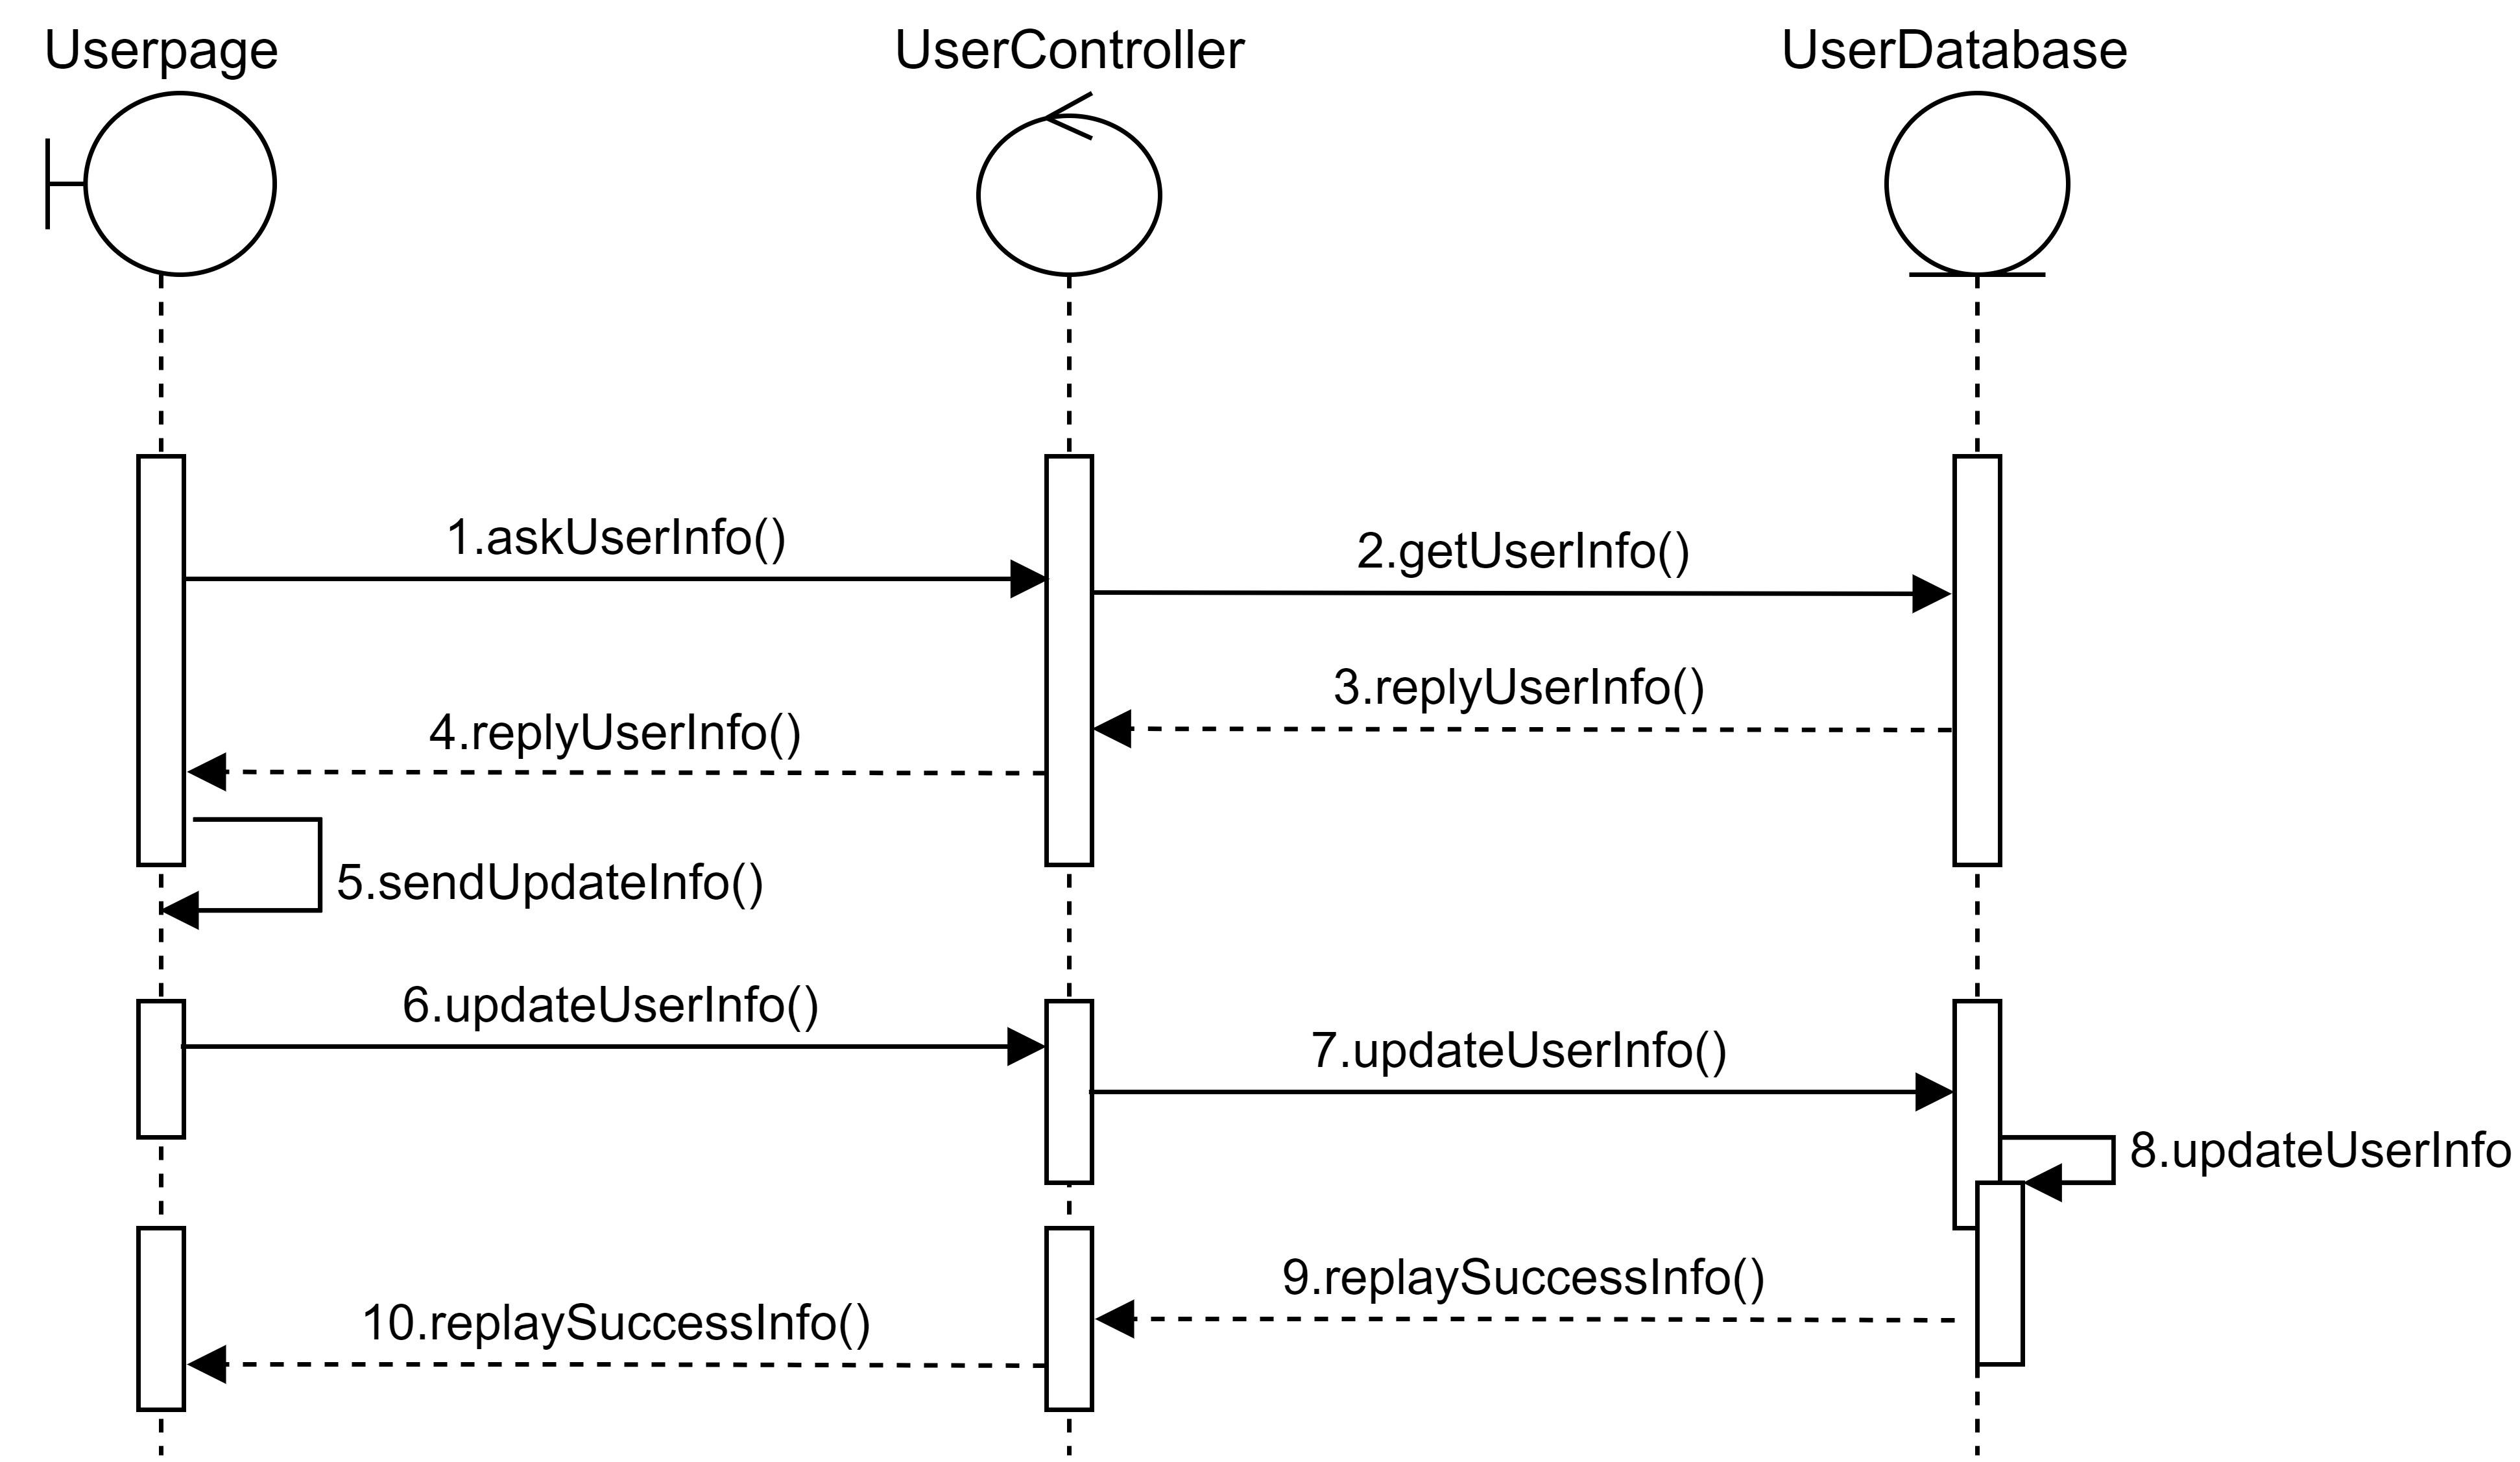 Userpage
UserController
UserDatabase
1.askUserInfo()
2.getUserInfo()
3.replyUserInfo()
4.replyUserInfo()
5.sendUpdateInfo()
6.updateUserInfo()
7.updateUserInfo()
8.updateUserInfo
9.replaySuccessInfo()
10.replaySuccessInfo()